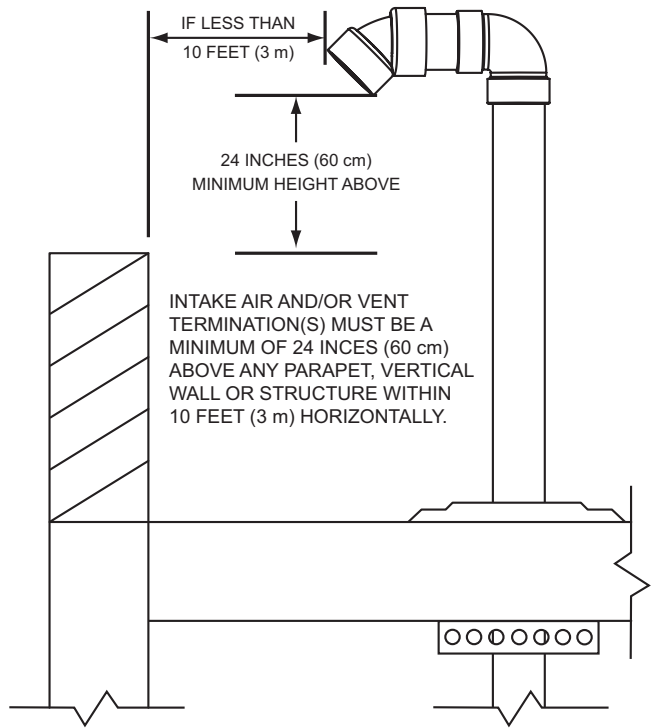 IF LESS THAN
10 FEET (3 m)
24 INCHES (60 cm)
MINIMUM HEIGHT ABOVE
INTAKE AIR AND/OR VENT
TERMINATION(S) MUST BE A
MINIMUM OF 24 INCES (60 cm)
ABOVE ANY PARAPET, VERTICAL
WALL OR STRUCTURE WITHIN
10 FEET (3 m) HORIZONTALLY.